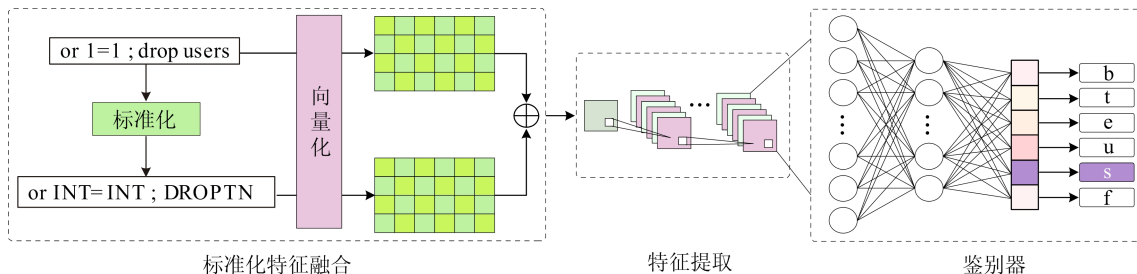 or 1=1 ; drop users
标准化
or INT=INT ; DROPTN
向量化
标准化特征融合
特征提取
b
t
e
u
s
f
鉴别器